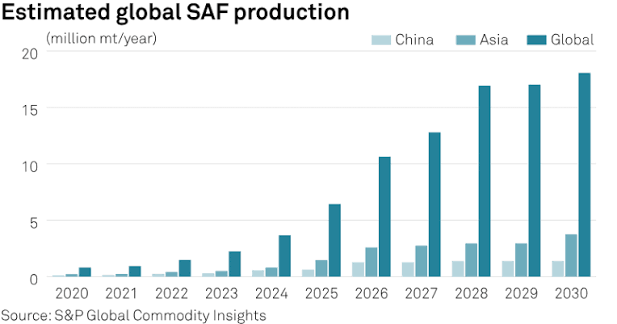 Estimated global SAF production
(million mt/year)
China Asia Global
20
15
10
5
0
2020 2021 2022 2023 2024 2025 2026 2027 2028 2029 2030
Source: S&P Global Commodity Insights